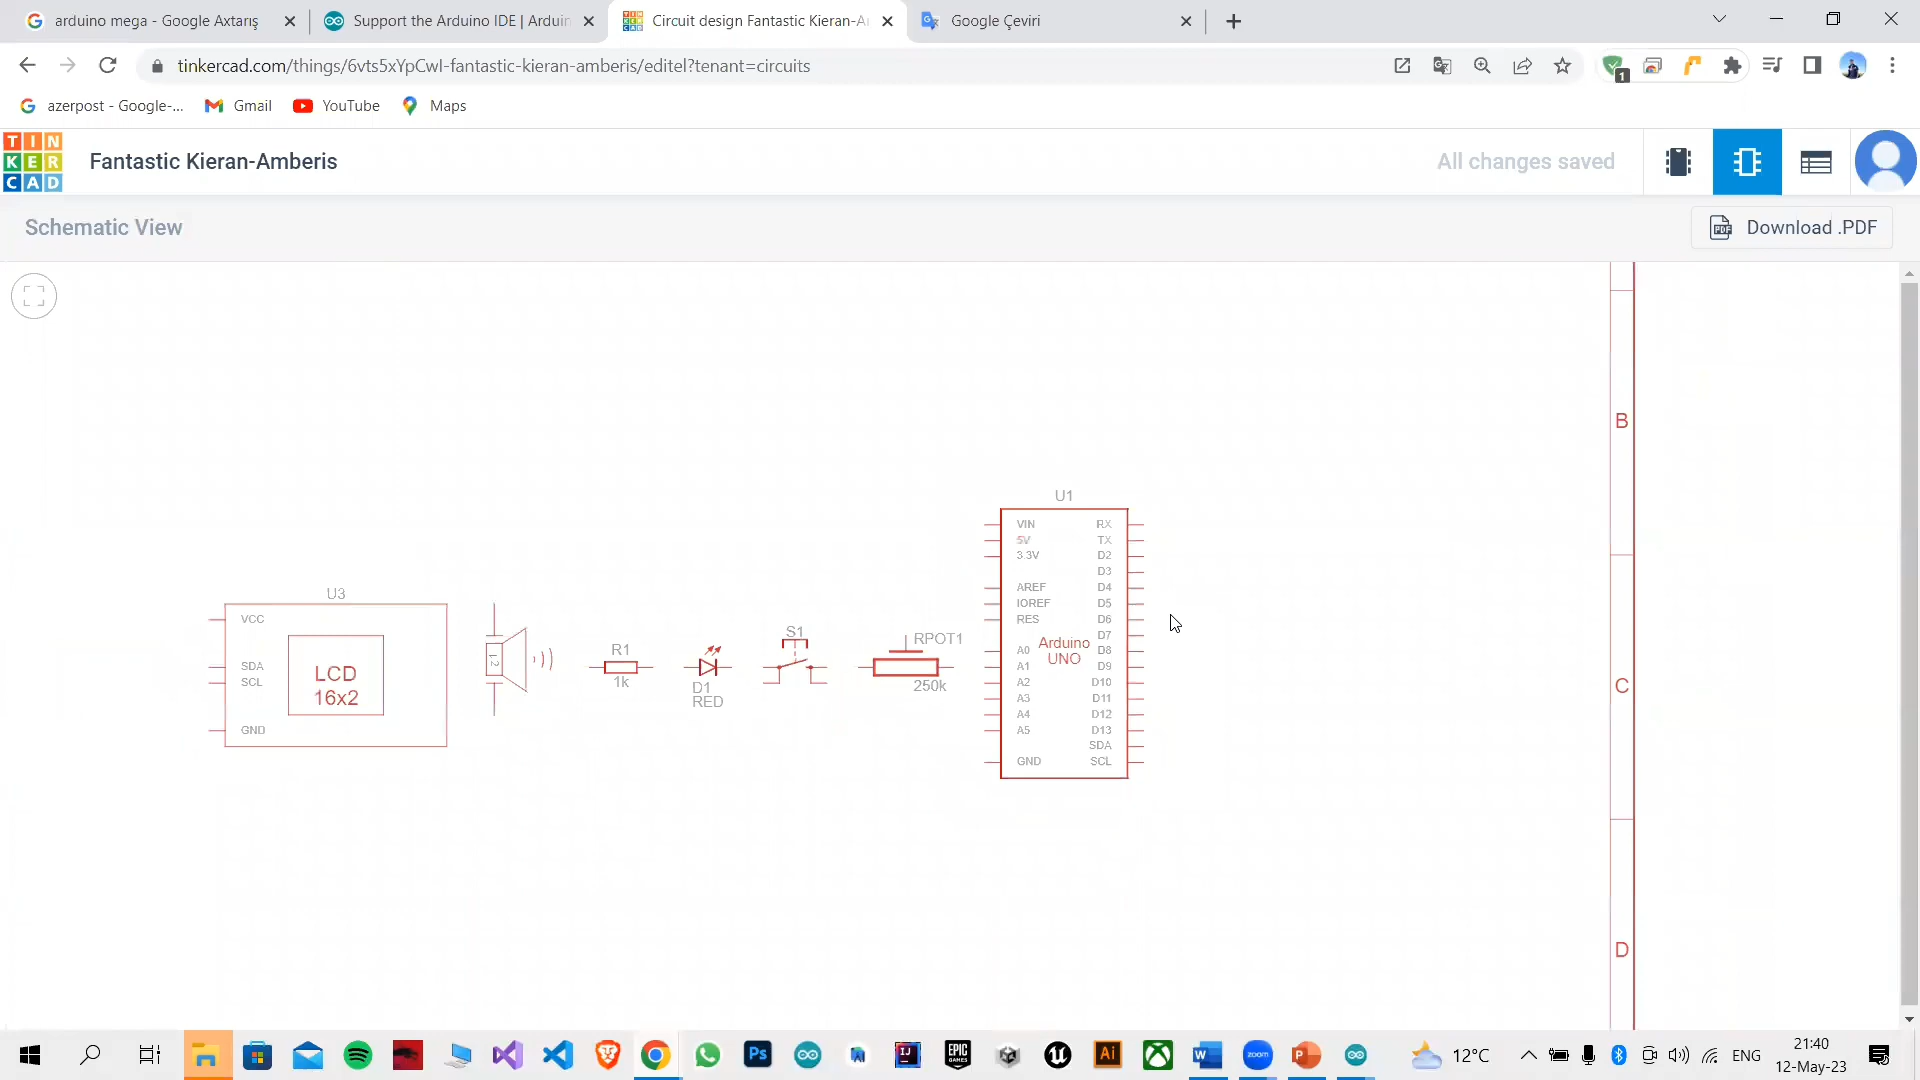 arduino mega - Google Axtarış
Support the Arduino IDE | Arduin
Circuit design Fantastic Kieran-A
Google Çeviri
tinkercad.com/things/6vts5xYpCwI-fantastic-kieran-amberis/editel?tenant=circuits
1
azerpost - Google-...
Gmail
YouTube
Maps
TIN
KER
CAD
Fantastic Kieran-Amberis
All changes saved
Schematic View
Download .PDF
B
C
D
U3
VCC
SDA
SCL
GND
LCD
16x2
R1
1k
D1
RED
S1
RPOT1
250k
U1
VIN
5V
3.3V
AREF
IOREF
RES
A0
A1
A2
A3
A4
A5
GND
Arduino
UNO
RX
TX
D2
D3
D4
D5
D6
D7
D8
D9
D10
D11
D12
D13
SDA
SCL
12°C
ENG
21:40
12-May-23